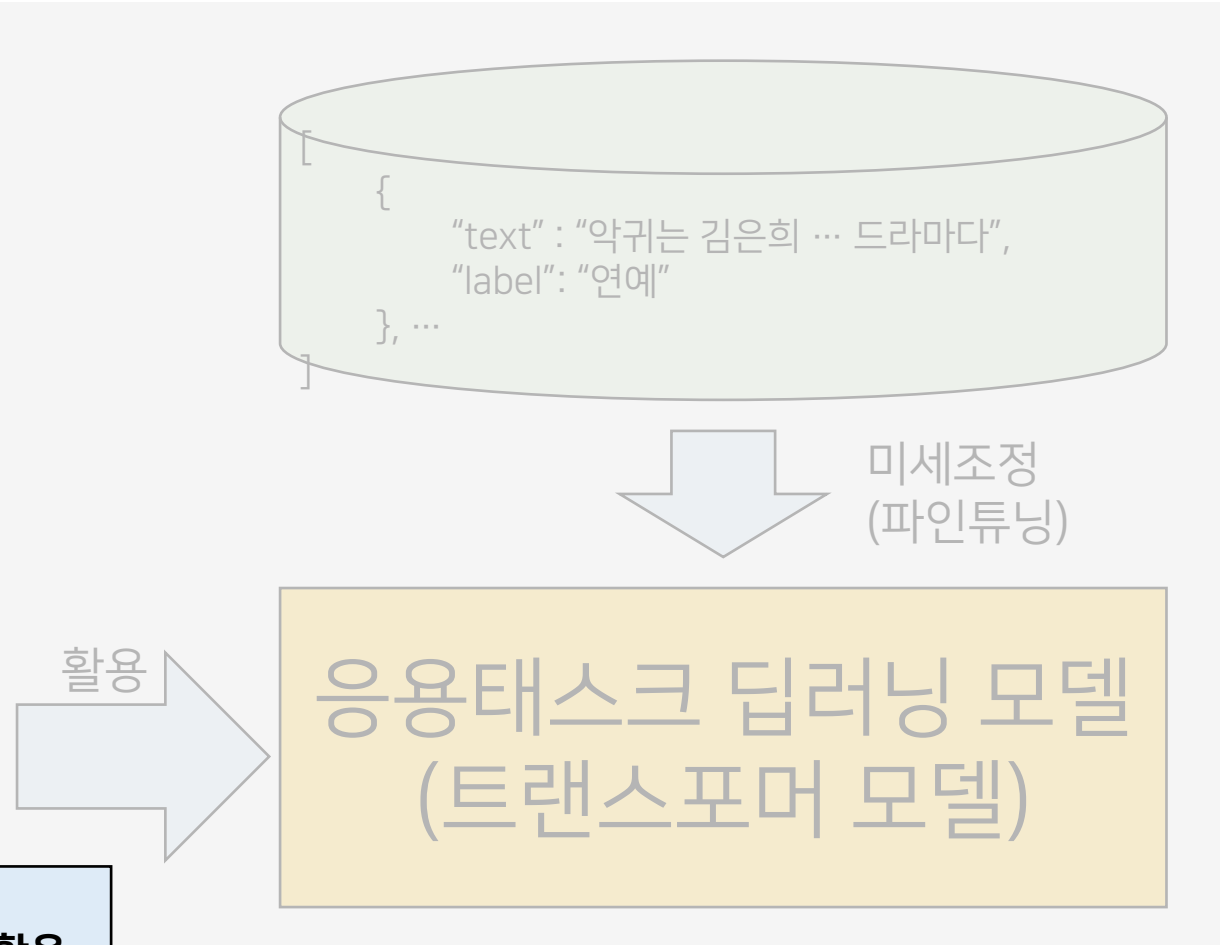 [
{
“text” : “악귀는 김은희 … 드라마다”,
“label”: “연예”
}, …
]
미세조정
(파인튜닝)
활용
응용태스크 딥러닝 모델
(트랜스포머 모델)